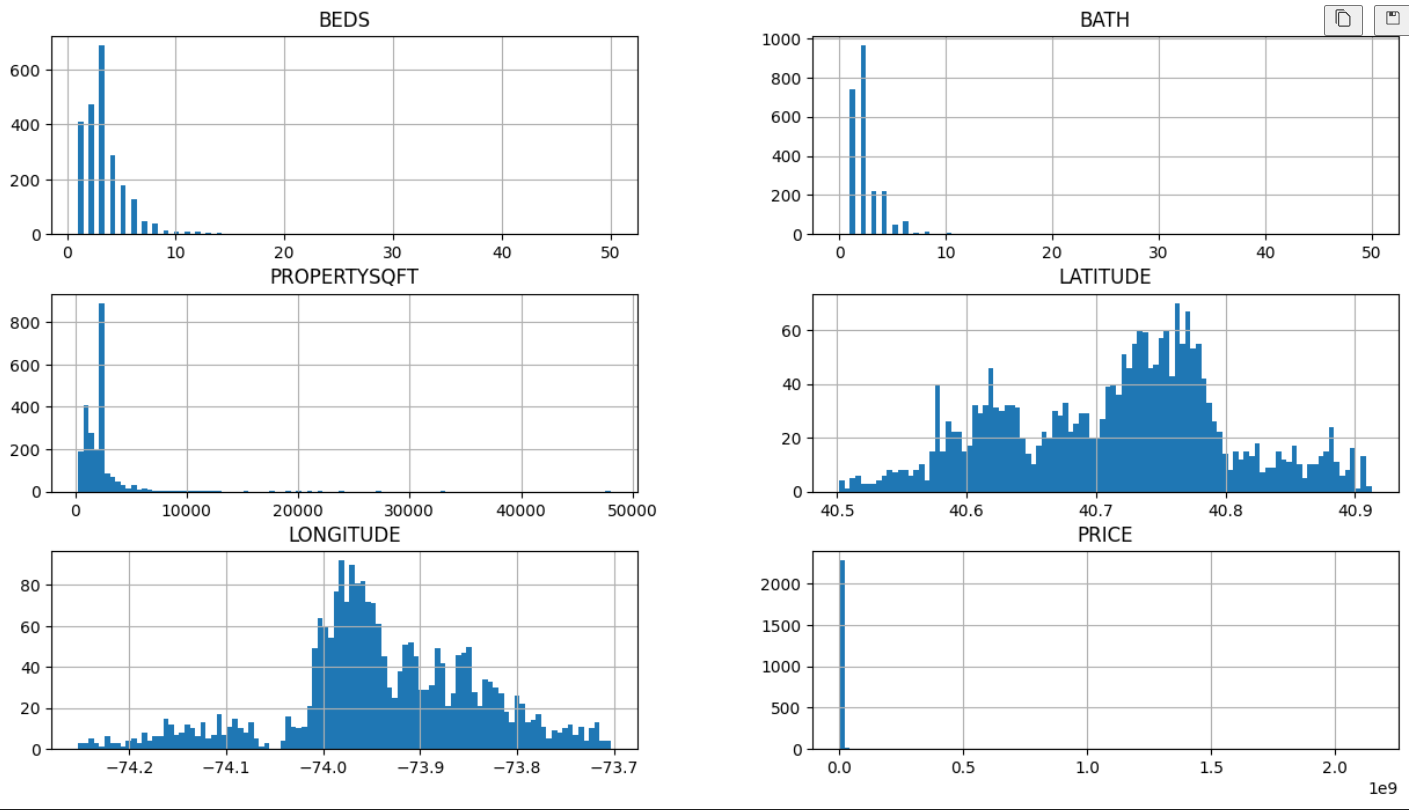 BEDS
600
400
200
0
0 10 20 30 40 50
BATH
1000
800
600
400
200
0
0 10 20 30 40 50
PROPERTYSQFT
800
600
400
200
0
0 10000 20000 30000 40000 50000
LATITUDE
60
40
20
0
40.5 40.6 40.7 40.8 40.9
LONGITUDE
80
60
40
20
0
−74.2 −74.1 −74.0 −73.9 −73.8 −73.7
PRICE
2000
1500
1000
500
0
0.0 0.5 1.0 1.5 2.0
1e9